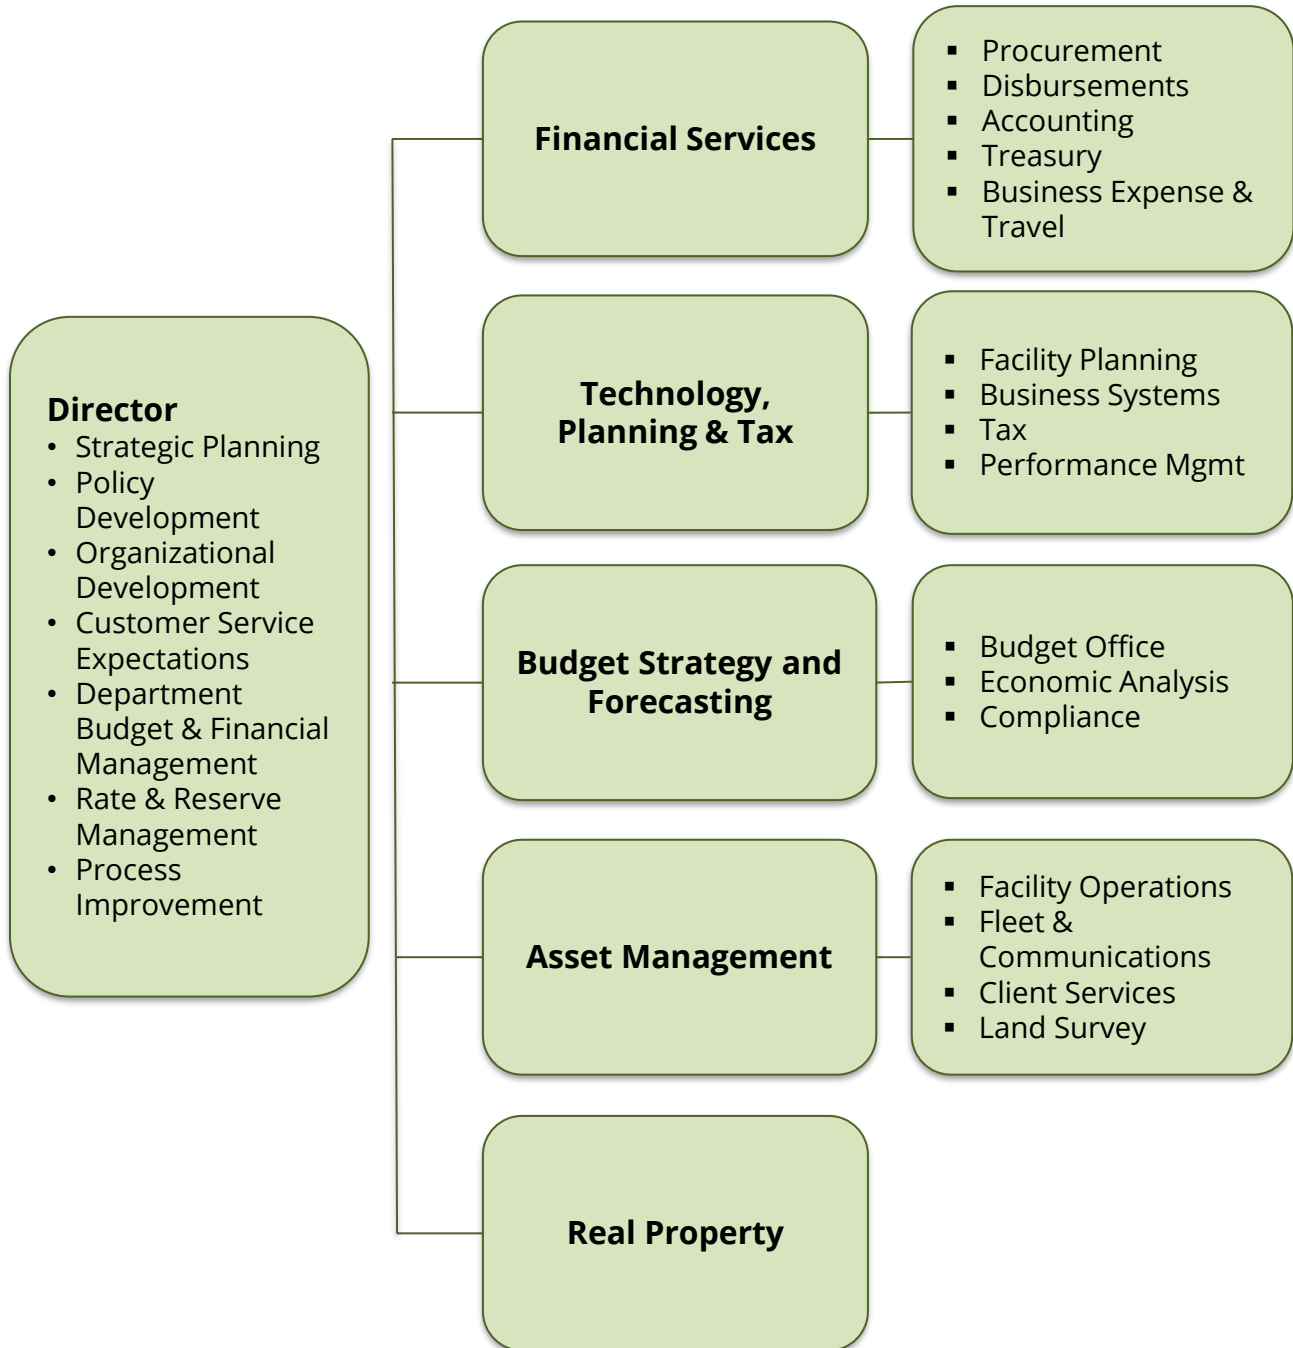 Director
• Strategic Planning
• Policy
Development
• Organizational
Development
• Customer Service
Expectations
• Department
Budget & Financial
Management
• Rate & Reserve
Management
• Process
Improvement
Financial Services
▪ Procurement
▪ Disbursements
▪ Accounting
▪ Treasury
▪ Business Expense &
Travel
Technology,
Planning & Tax
▪ Facility Planning
▪ Business Systems
▪ Tax
▪ Performance Mgmt
Budget Strategy and
Forecasting
▪ Budget Office
▪ Economic Analysis
▪ Compliance
Asset Management
▪ Facility Operations
▪ Fleet &
Communications
▪ Client Services
▪ Land Survey
Real Property